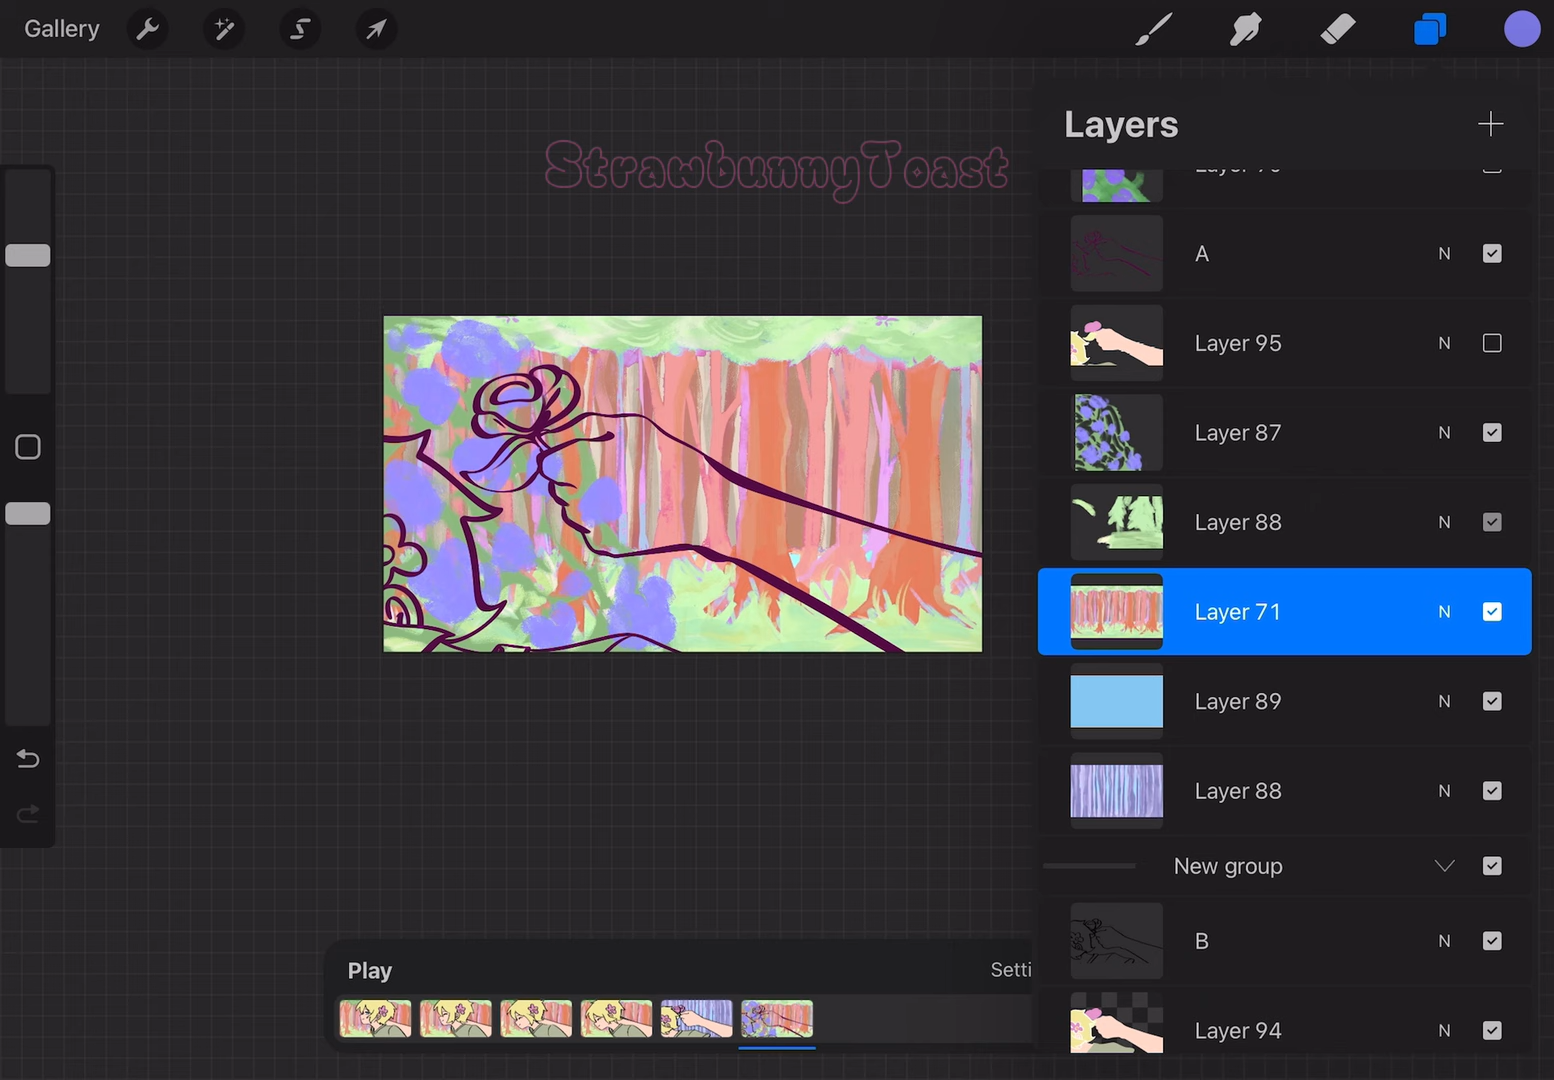 Gallery
StrawbunnyToast
Layers
A N
Layer 95 N
Layer 87 N
Layer 88 N
Layer 71 N
Layer 89 N
Layer 88 N
New group
B N
Layer 94 N
Play
Setti